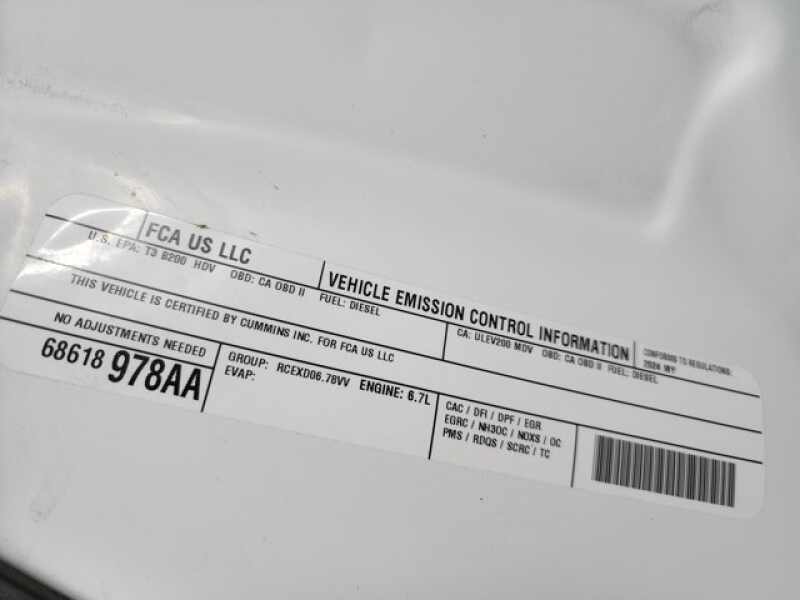 FCA US LLC
VEHICLE EMISSION CONTROL INFORMATION
CONFORMS TO REGULATIONS:
2024 MY
U.S. EPA: T3 B200 HDV OBD: CA OBD II FUEL: DIESEL
CA: ULEV200 MDV OBD: CA OBD II FUEL: DIESEL
THIS VEHICLE IS CERTIFIED BY CUMMINS INC. FOR FCA US LLC
NO ADJUSTMENTS NEEDED
68618 978AA
GROUP: RCEXD06.78VV ENGINE: 6.7L
EVAP:
CAC / DFI / DPF / EGR
EGRC / NH3OC / NOXS / OC
PMS / RDQS / SCRC / TC